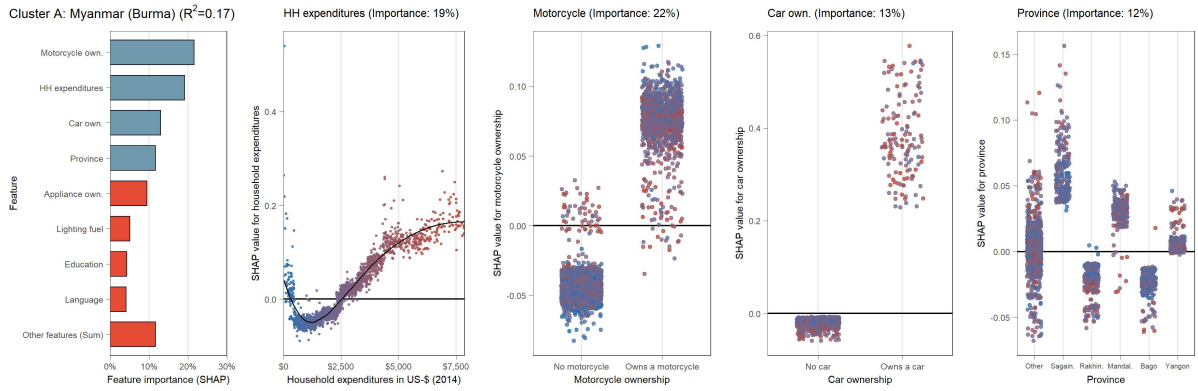 Cluster A: Myanmar (Burma) (R²=0.17)
Feature
Motorcycle own.
HH expenditures
Car own.
Province
Appliance own.
Lighting fuel
Education
Language
Other features (Sum)
0% 10% 20% 30%
Feature importance (SHAP)
HH expenditures (Importance: 19%)
SHAP value for household expenditures
0.4
0.2
0.0
$0 $2,500 $5,000 $7,500
Household expenditures in US-$ (2014)
Motorcycle (Importance: 22%)
SHAP value for motorcycle ownership
0.10
0.05
0.00
-0.05
No motorcycle Owns a motorcycle
Motorcycle ownership
Car own. (Importance: 13%)
SHAP value for car ownership
0.6
0.4
0.2
0.0
No car Owns a car
Car ownership
Province (Importance: 12%)
SHAP value for province
0.15
0.10
0.05
0.00
-0.05
Other Sagain. Rakhin. Mandal. Bago Yangon
Province